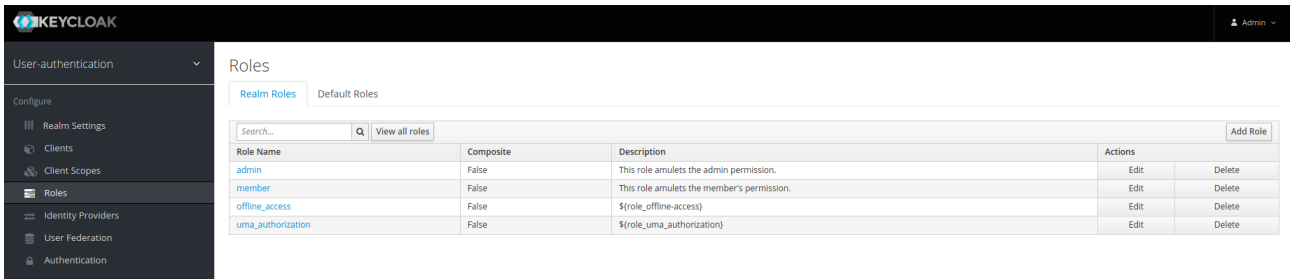 KEYCLOAK
Admin
User-authentication
Configure
Realm Settings
Clients
Client Scopes
Roles
Identity Providers
User Federation
Authentication
Roles
Realm Roles Default Roles
Search... View all roles Add Role
Role Name Composite Description Actions
admin False This role amulets the admin permission. Edit Delete
member False This role amulets the member's permission. Edit Delete
offline_access False ${role_offline-access} Edit Delete
uma_authorization False ${role_uma_authorization} Edit Delete